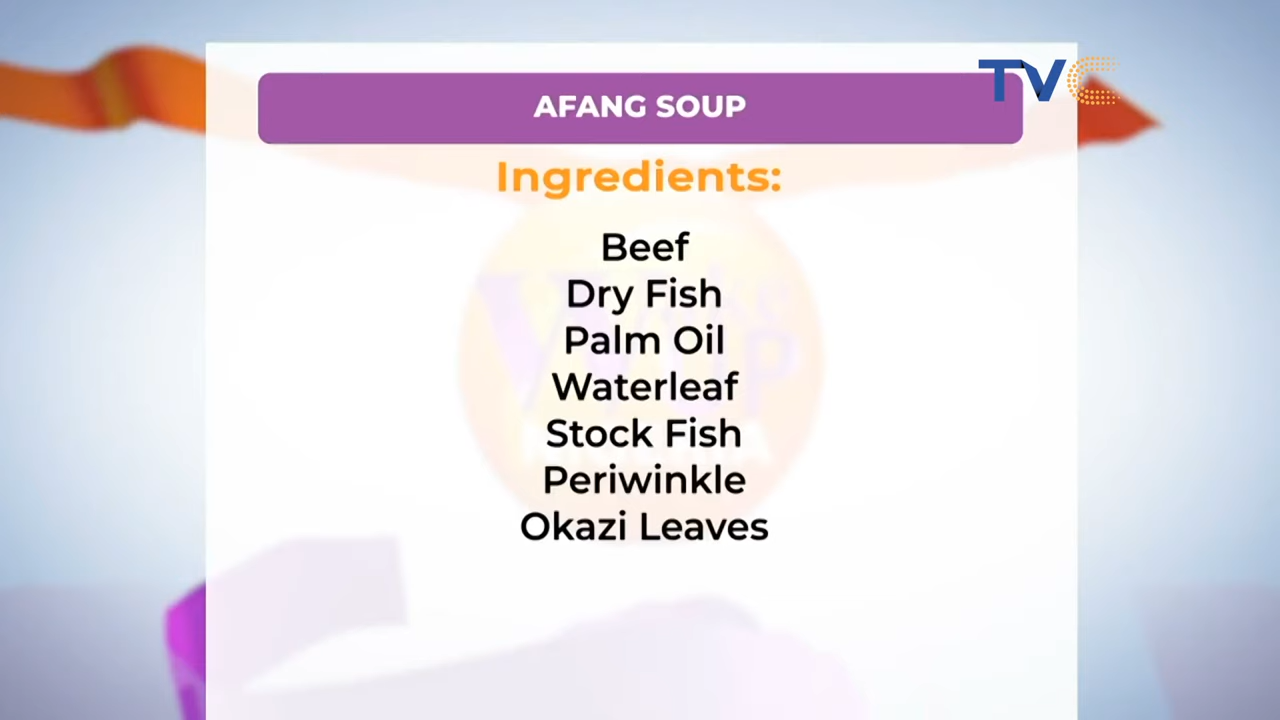 TVC
AFANG SOUP
Ingredients:
Beef
Dry Fish
Palm Oil
Waterleaf
Stock Fish
Periwinkle
Okazi Leaves